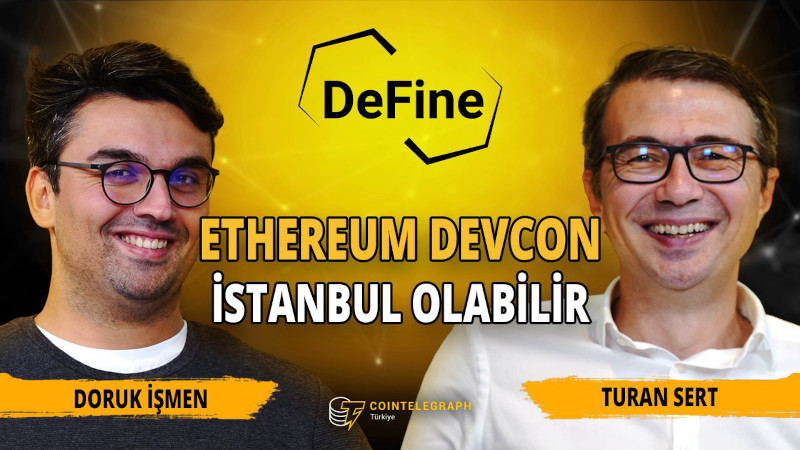 DeFine
ETHEREUM DEVCON
İSTANBUL OLABİLİR
DORUK İŞMEN
TURAN SERT
COINTELEGRAPH
Türkiye